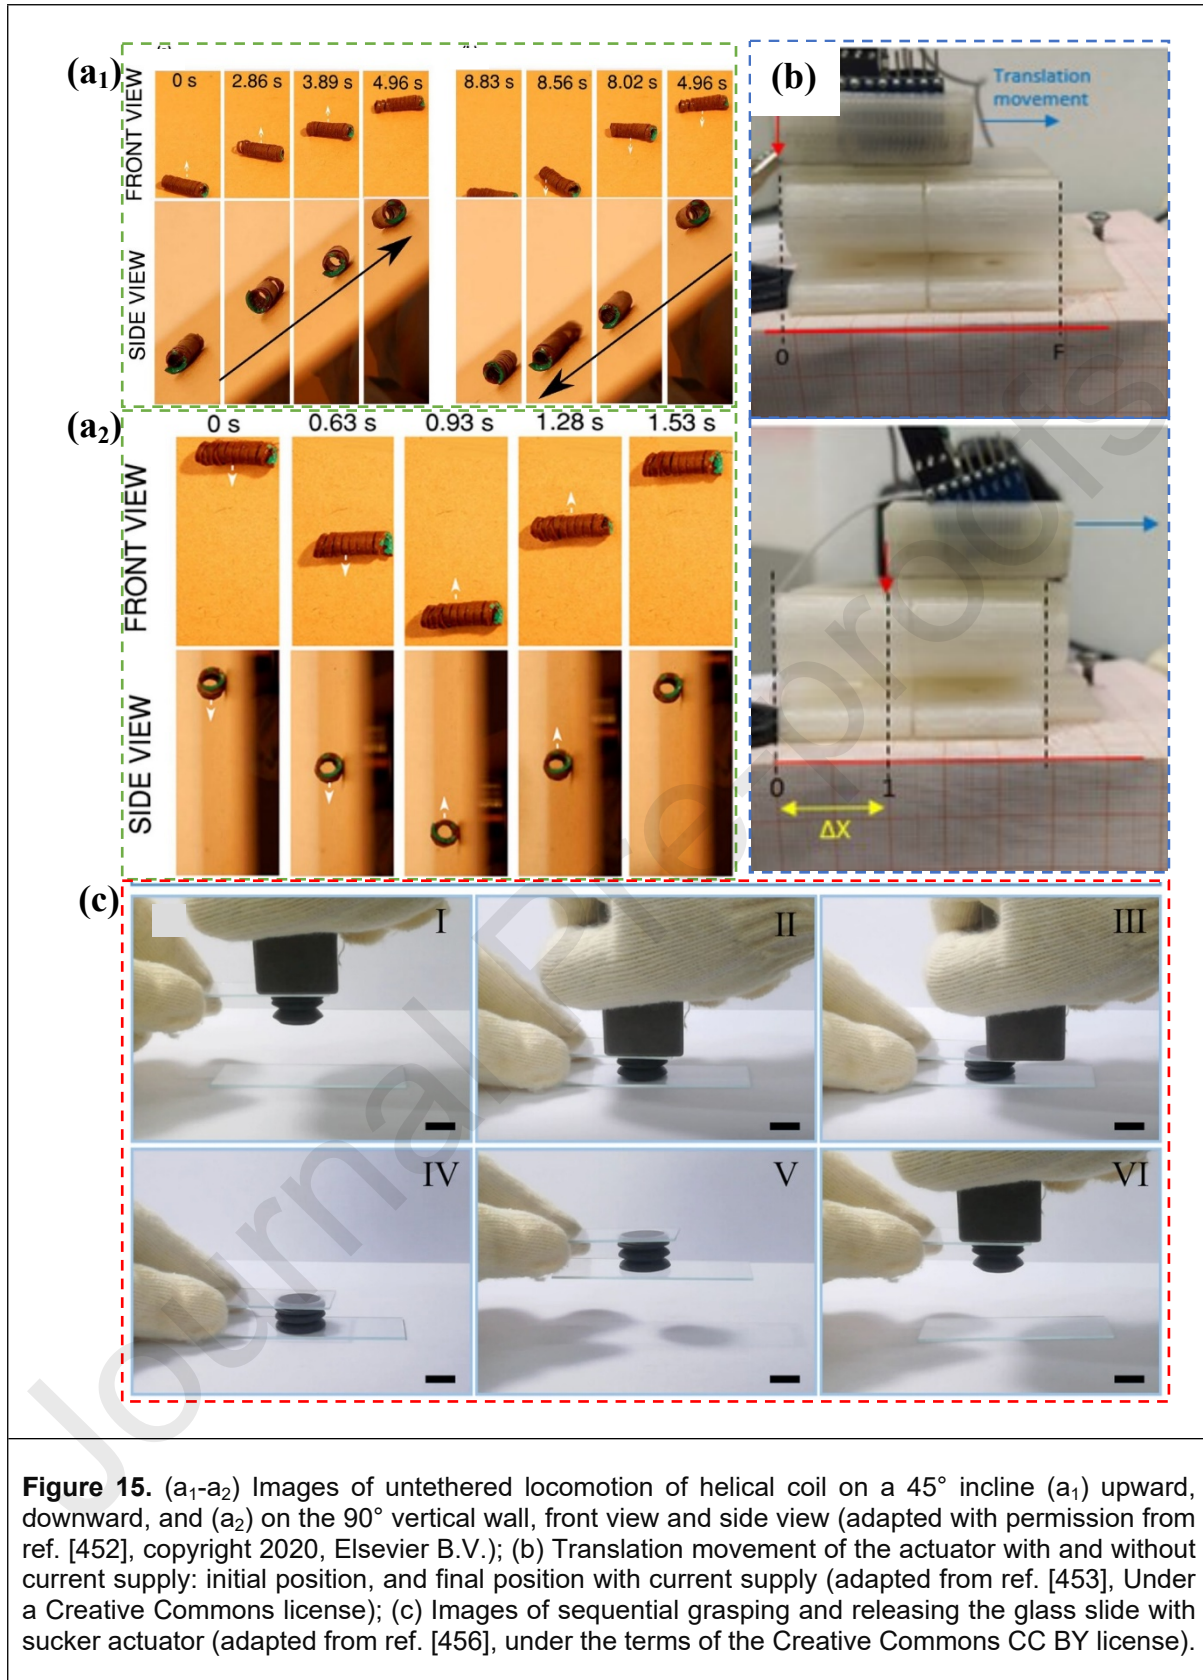 (a₁)
0 s 2.86 s 3.89 s 4.96 s 8.83 s 8.56 s 8.02 s 4.96 s
FRONT VIEW
SIDE VIEW
(b)
Translation
movement
0 F
(a₂)
0 s 0.63 s 0.93 s 1.28 s 1.53 s
FRONT VIEW
SIDE VIEW
0 1
ΔX
(c)
I II III
IV V VI
Journal Pre-proofs
Figure 15. (a₁-a₂) Images of untethered locomotion of helical coil on a 45° incline (a₁) upward,
downward, and (a₂) on the 90° vertical wall, front view and side view (adapted with permission from
ref. [452], copyright 2020, Elsevier B.V.); (b) Translation movement of the actuator with and without
current supply: initial position, and final position with current supply (adapted from ref. [453], Under
a Creative Commons license); (c) Images of sequential grasping and releasing the glass slide with
sucker actuator (adapted from ref. [456], under the terms of the Creative Commons CC BY license).